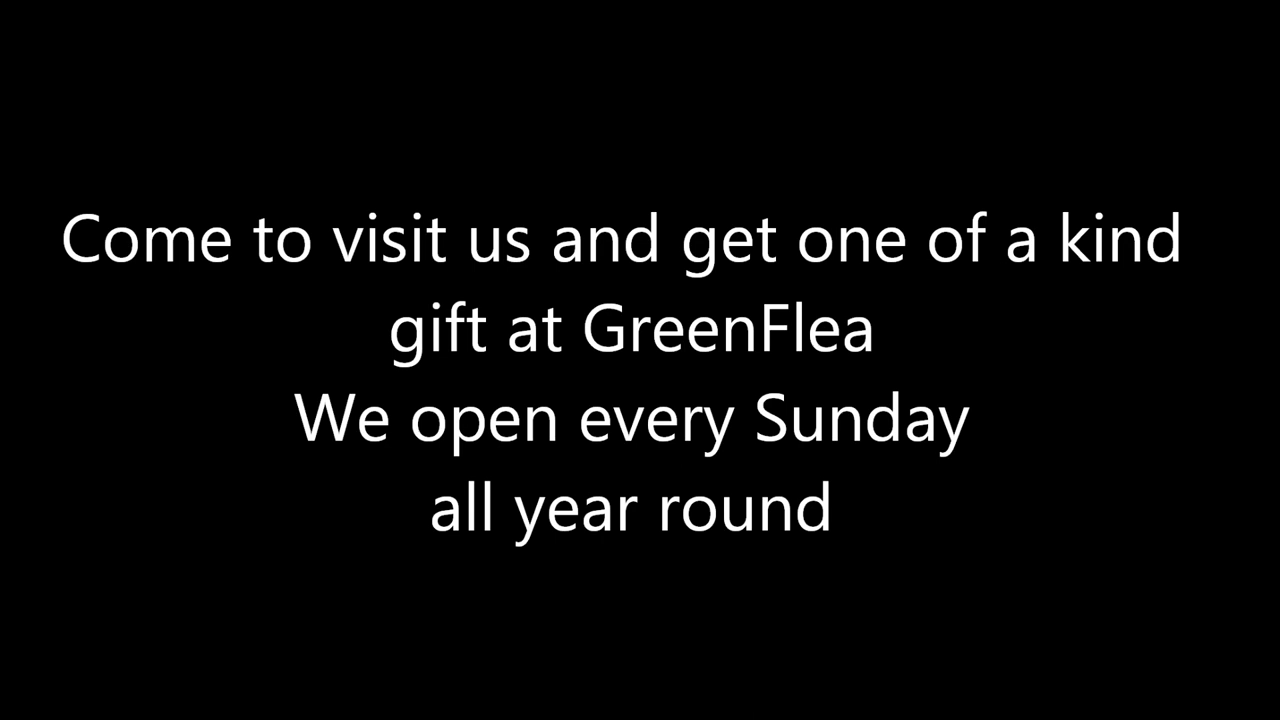 Come to visit us and get one of a kind
gift at GreenFlea
We open every Sunday
all year round